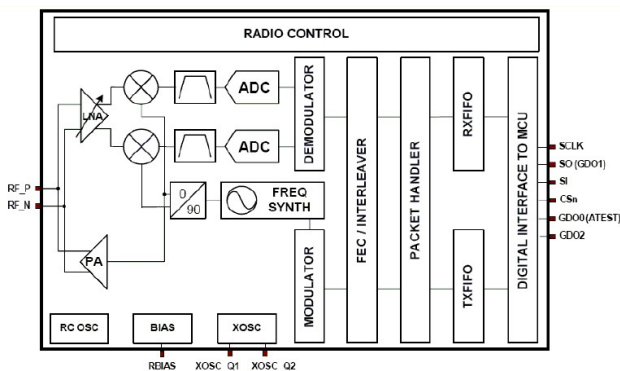 RADIO CONTROL
LNA
ADC
ADC
DEMODULATOR
FEC / INTERLEAVER
PACKET HANDLER
RXFIFO
DIGITAL INTERFACE TO MCU
SCLK
SO (GDO1)
SI
CSn
GDO0 (ATEST)
GDO2
RF_P
RF_N
0
90
FREQ
SYNTH
PA
MODULATOR
TXFIFO
RC OSC
BIAS
XOSC
RBIAS
XOSC_Q1
XOSC_Q2